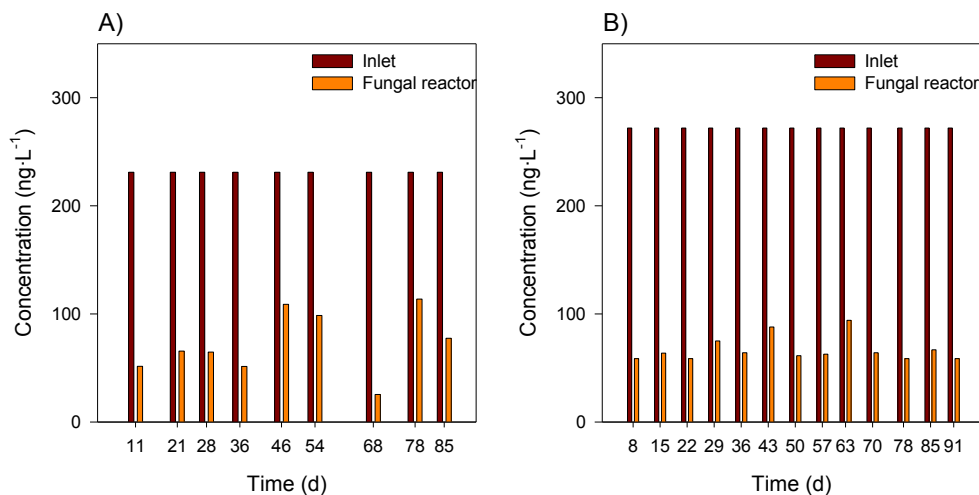 A)
Inlet
Fungal reactor
300
200
100
0
Concentration (ng·L⁻¹)
11 21 28 36 46 54 68 78 85
Time (d)
B)
Inlet
Fungal reactor
300
200
100
0
Concentration (ng·L⁻¹)
8 15 22 29 36 43 50 57 63 70 78 85 91
Time (d)